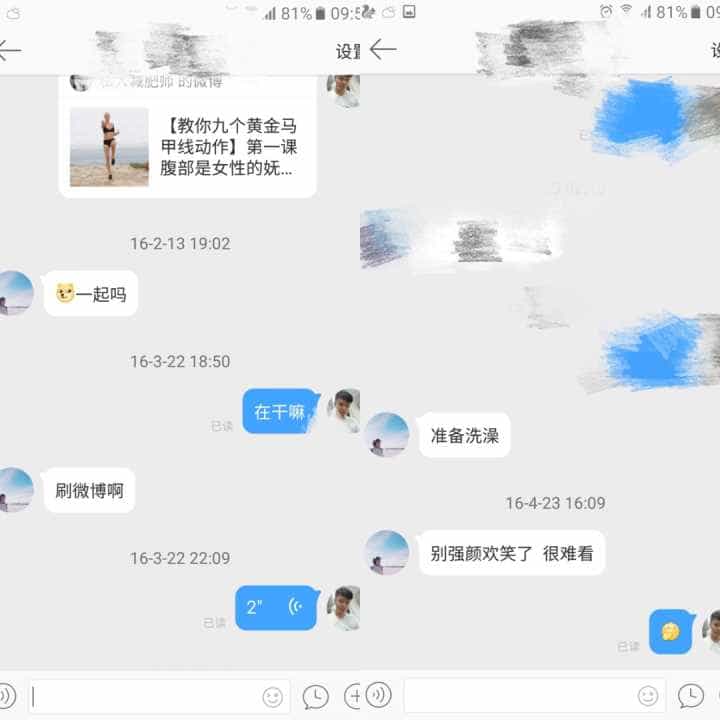 81% 09:5
设置
的微博
【教你九个黄金马
甲线动作】第一课
腹部是女性的妩...
16-2-13 19:02
一起吗
16-3-22 18:50
在干嘛
已读
刷微博啊
16-3-22 22:09
2"
已读
81% 09
设
准备洗澡
16-4-23 16:09
别强颜欢笑了 很难看
已读